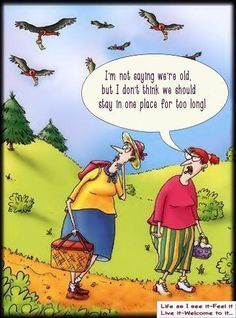 I'm not saying we're old,
but I don't think we should
stay in one place for too long!
Life as I see it-Feel it
Live it-Welcome to it...